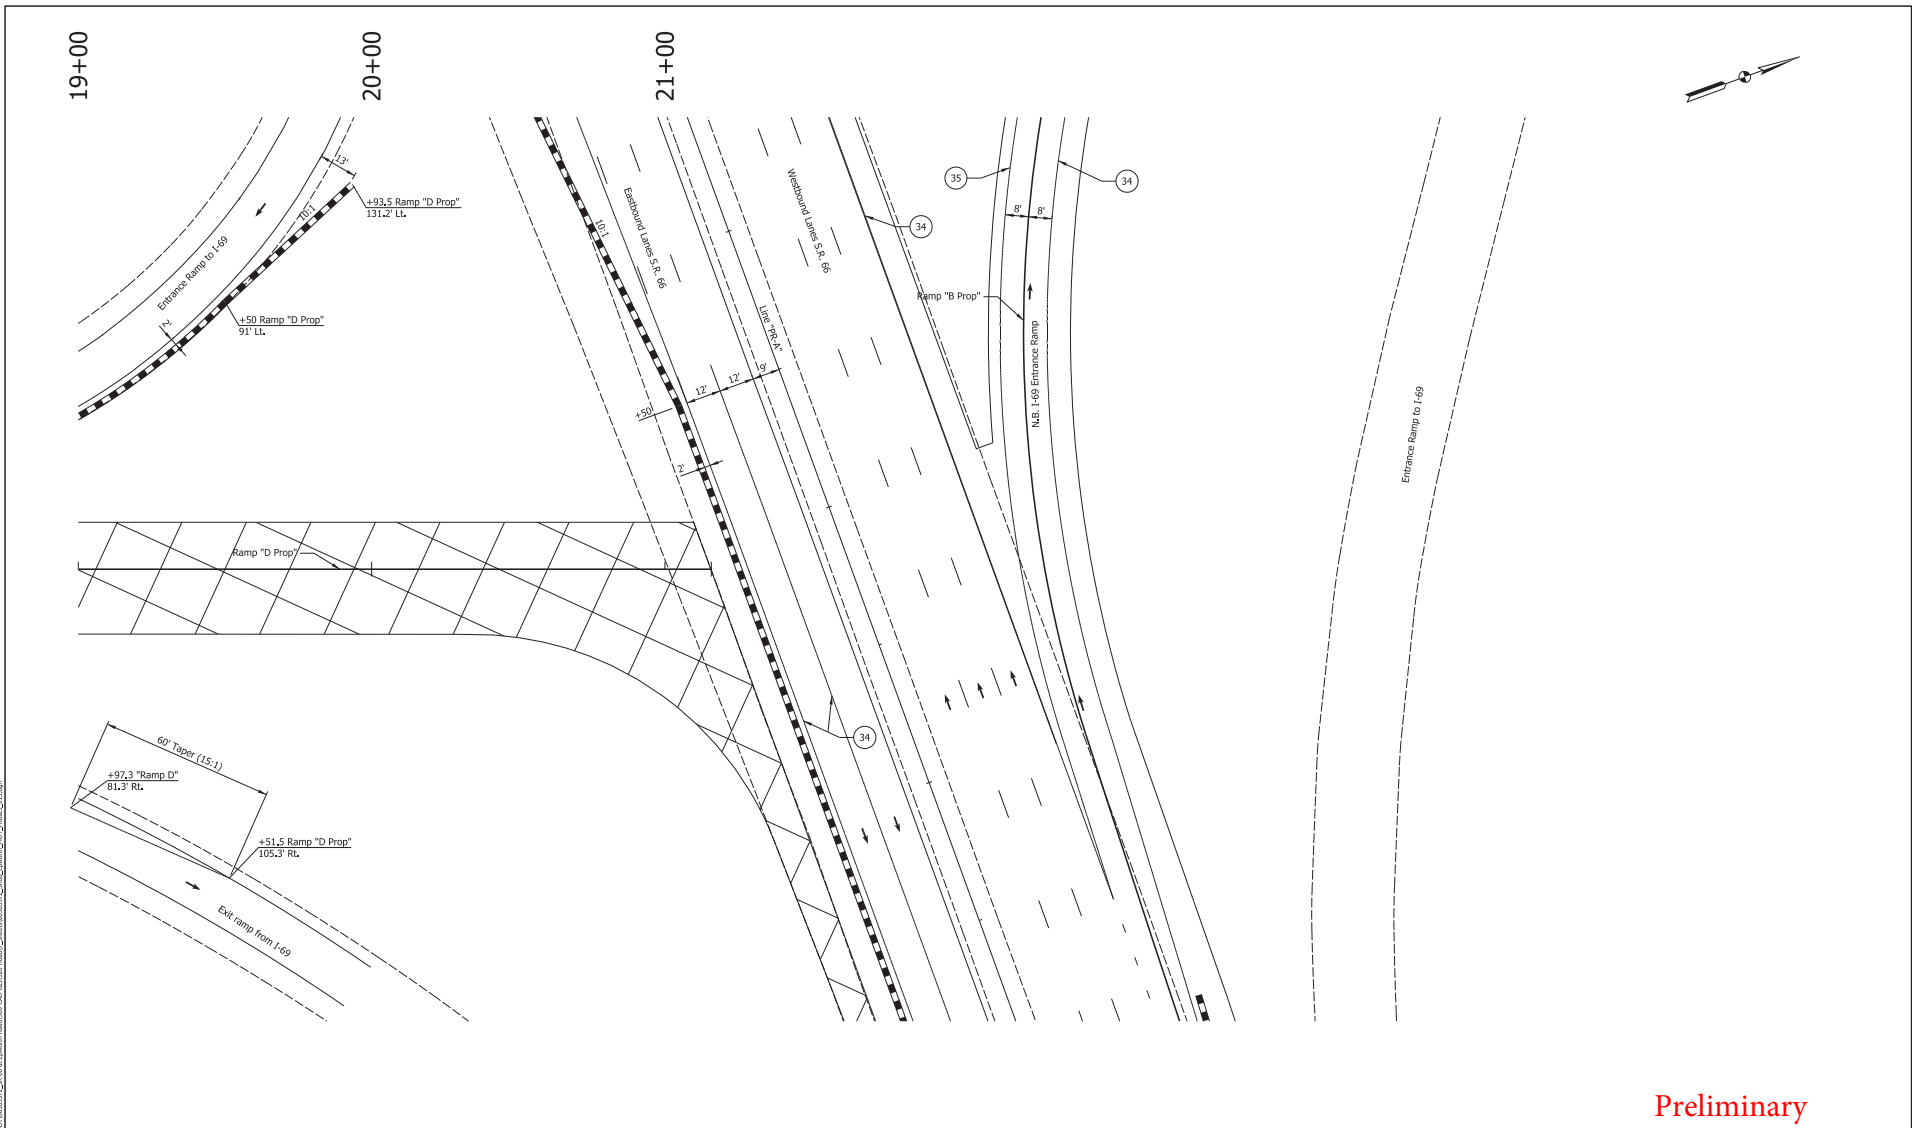 19+00
20+00
21+00
13'
+93.5 Ramp "D Prop"
131.2' Lt.
10:1
Entrance Ramp to I-69
+50 Ramp "D Prop"
91' Lt.
2'
10:1
Eastbound Lanes S.R. 66
Westbound Lanes S.R. 66
Line "PR-A"
34
35
34
8'
8'
Ramp "B Prop"
N.B. I-69 Entrance Ramp
Entrance Ramp to I-69
12'
12'
9'
+50
2'
Ramp "D Prop"
34
60' Taper (15:1)
+97.3 "Ramp D"
81.3' Rt.
+51.5 Ramp "D Prop"
105.3' Rt.
Exit ramp from I-69
Preliminary